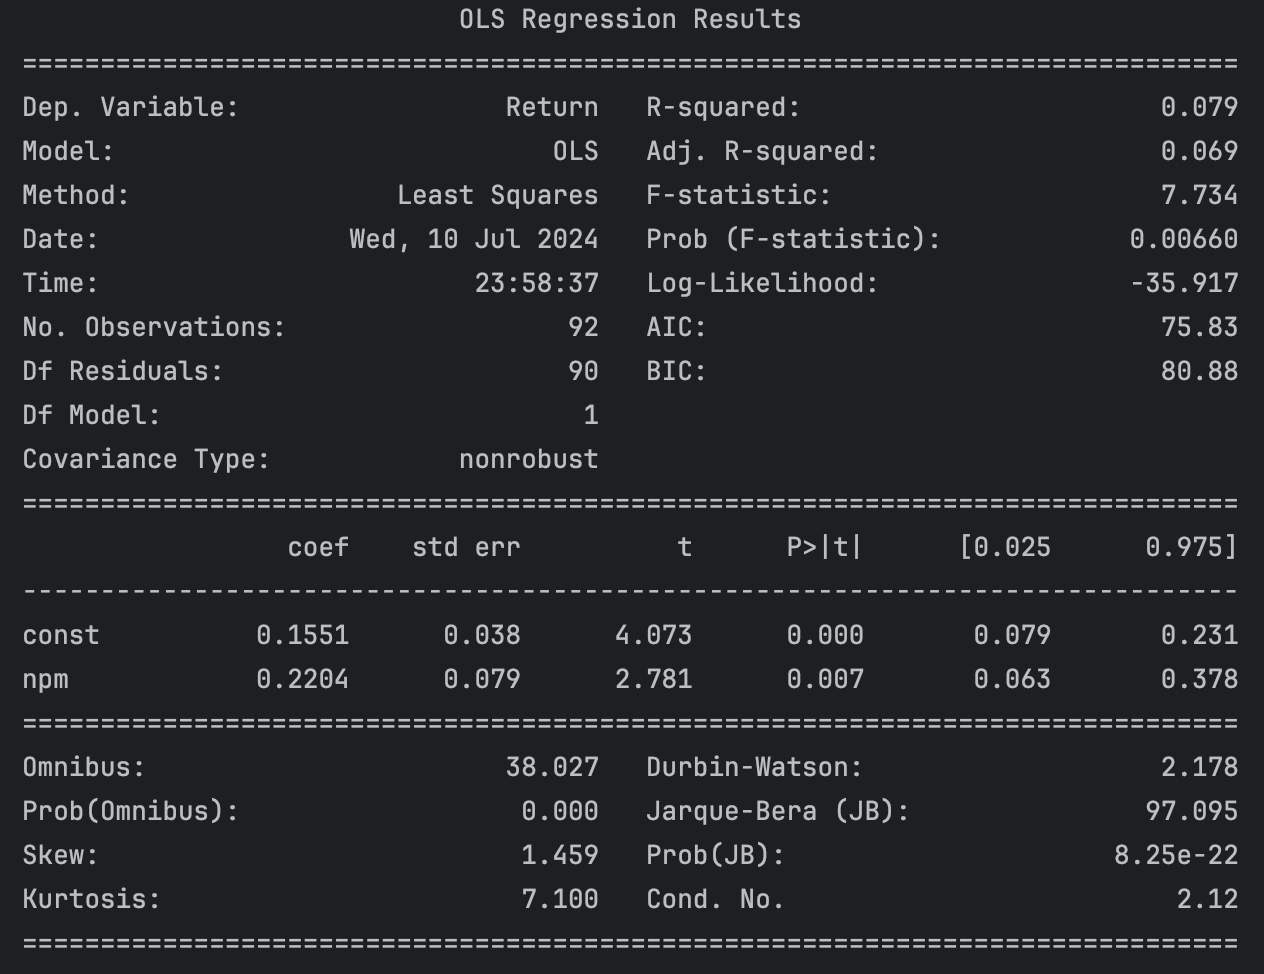 OLS Regression Results
==============================================================================
Dep. Variable:                 Return   R-squared:                       0.079
Model:                            OLS   Adj. R-squared:                  0.069
Method:                 Least Squares   F-statistic:                     7.734
Date:                Wed, 10 Jul 2024   Prob (F-statistic):            0.00660
Time:                        23:58:37   Log-Likelihood:                -35.917
No. Observations:                  92   AIC:                             75.83
Df Residuals:                      90   BIC:                             80.88
Df Model:                           1
Covariance Type:            nonrobust
==============================================================================
                 coef    std err          t      P>|t|      [0.025      0.975]
------------------------------------------------------------------------------
const          0.1551      0.038      4.073      0.000       0.079       0.231
npm            0.2204      0.079      2.781      0.007       0.063       0.378
==============================================================================
Omnibus:                       38.027   Durbin-Watson:                   2.178
Prob(Omnibus):                  0.000   Jarque-Bera (JB):               97.095
Skew:                           1.459   Prob(JB):                     8.25e-22
Kurtosis:                       7.100   Cond. No.                         2.12
==============================================================================